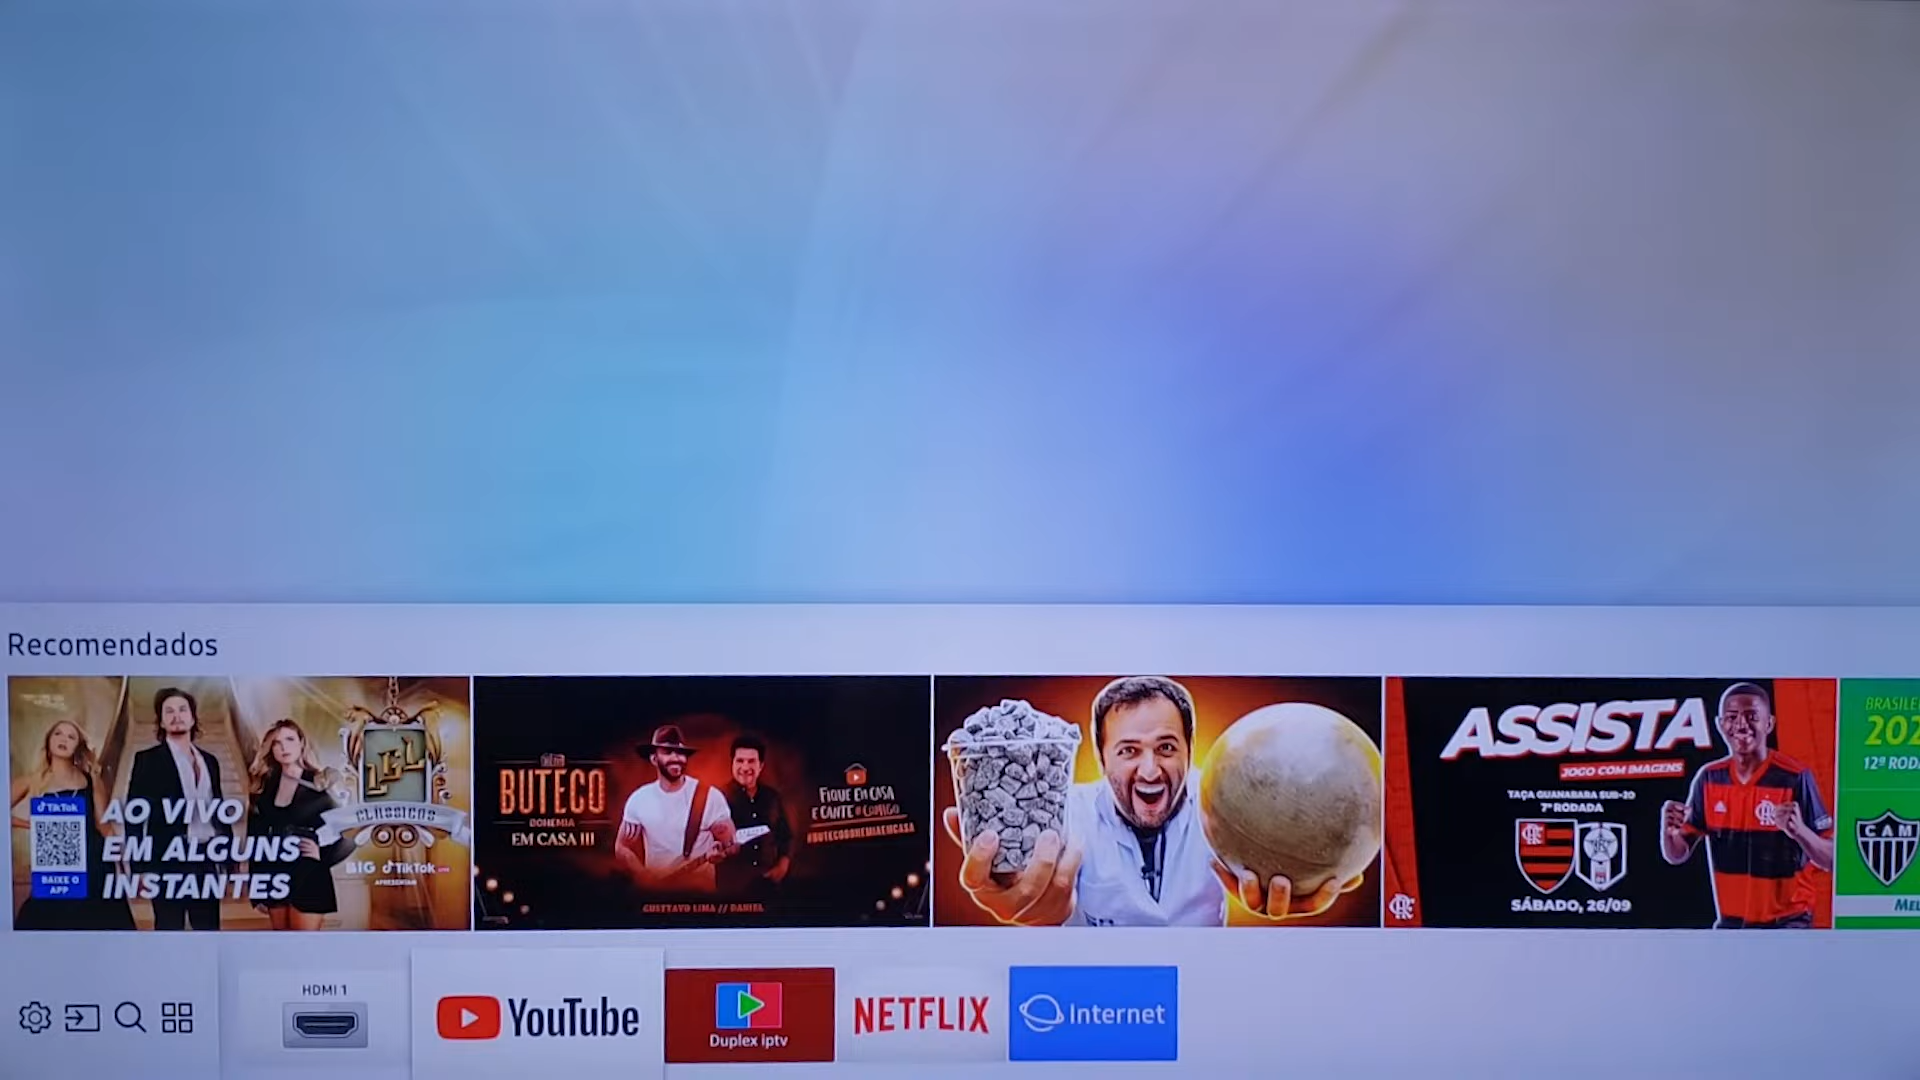 Recomendados
TikTok
BAIXE O
APP
AO VIVO
EM ALGUNS
INSTANTES
LGL
CLÁSSICOS
BIG TikTok
APRESENTAM
BUTECO
BOHEMIA
EM CASA III
FIQUE EM CASA
E CANTE #COMIGO
#BUTECOBOHEMIAEMCASA
GUSTTAVO LIMA // DANIEL
ASSISTA
JOGO COM IMAGENS
TAÇA GUANABARA SUB-20
7ª RODADA
SÁBADO, 26/09
BRASILE
202
12ª ROD
CAM
MEL
HDMI 1
YouTube
Duplex iptv
NETFLIX
Internet